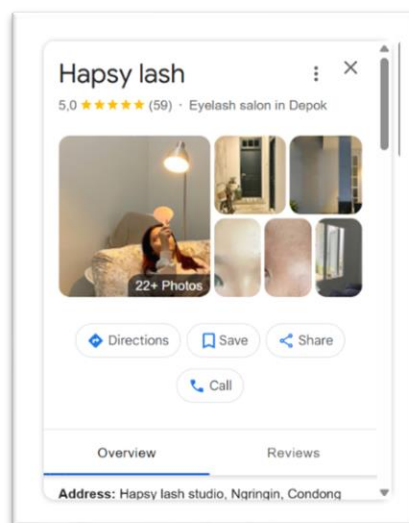 Hapsy lash
5,0 ★★★★★ (59) · Eyelash salon in Depok
22+ Photos
Directions
Save
Share
Call
Overview
Reviews
Address: Hapsy lash studio, Ngringin, Condong